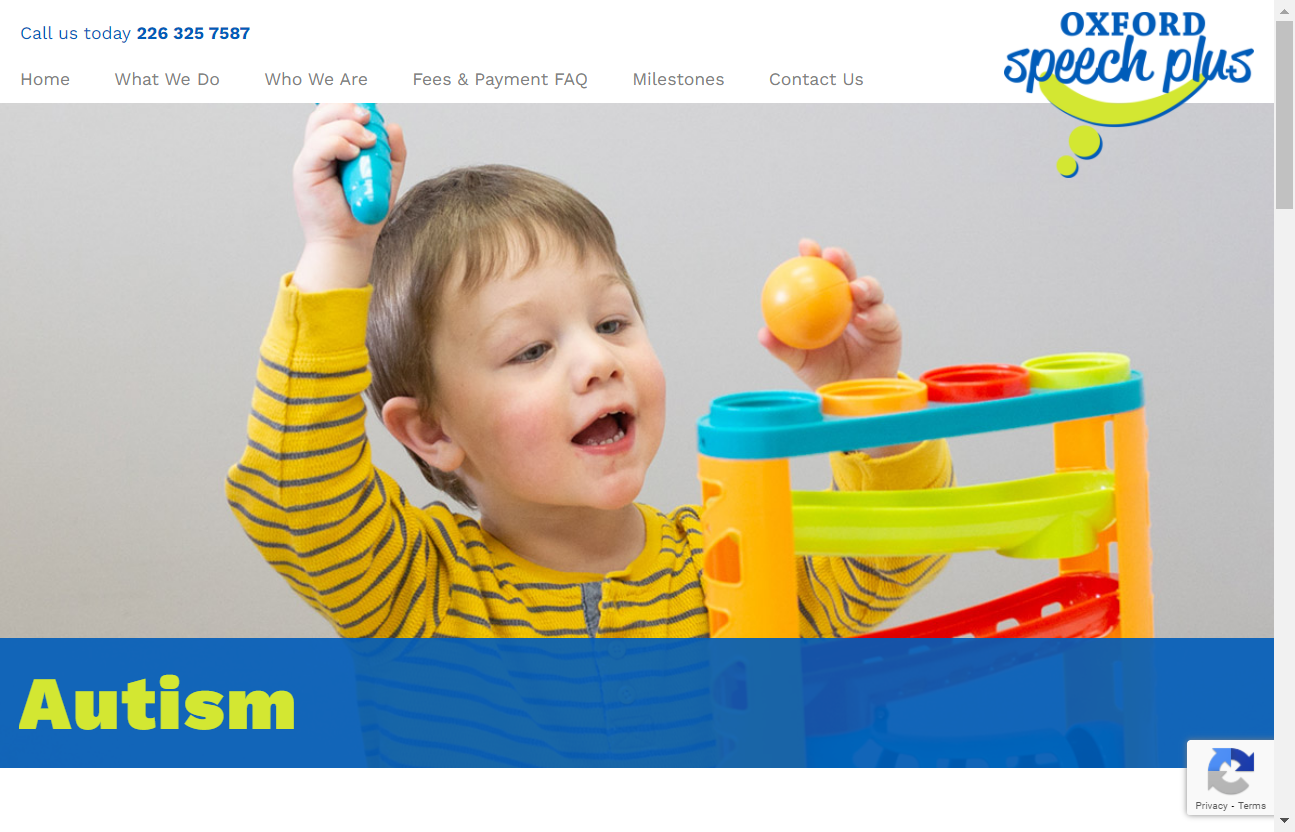 Call us today 226 325 7587
Home What We Do Who We Are Fees & Payment FAQ Milestones Contact Us
OXFORD
speech plus
Autism
Privacy - Terms